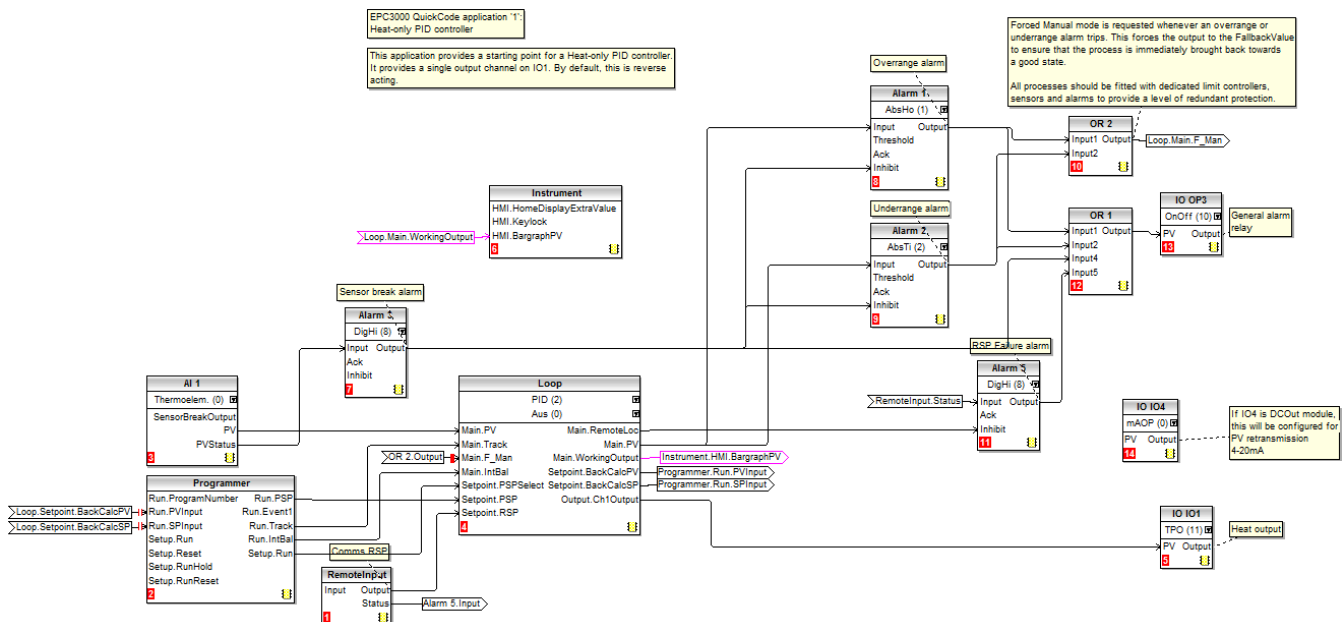 EPC3000 QuickCode application '1':
Heat-only PID controller
This application provides a starting point for a Heat-only PID controller.
It provides a single output channel on IO1. By default, this is reverse
acting.
Forced Manual mode is requested whenever an overrange or
underrange alarm trips. This forces the output to the FallbackValue
to ensure that the process is immediately brought back towards
a good state.
All processes should be fitted with dedicated limit controllers,
sensors and alarms to provide a level of redundant protection.
Overrange alarm
Alarm 1
AbsHo (1)
Input Output
Threshold
Ack
Inhibit
8
OR 2
Input1 Output
Input2
10
Loop.Main.F_Man
Instrument
HMI.HomeDisplayExtraValue
HMI.Keylock
HMI.BargraphPV
6
Loop.Main.WorkingOutput
Underrange alarm
Alarm 2
AbsTi (2)
Input Output
Threshold
Ack
Inhibit
9
OR 1
Input1 Output
Input2
Input4
Input5
12
IO OP3
OnOff (10)
PV Output
13
General alarm
relay
Sensor break alarm
Alarm 3
DigHi (8)
Input Output
Ack
Inhibit
7
RSP Failure alarm
Alarm 5
DigHi (8)
Input Output
Ack
Inhibit
11
RemoteInput.Status
AI 1
Thermoelem. (0)
SensorBreakOutput
PV
PVStatus
3
Loop
PID (2)
Aus (0)
Main.PV Main.RemoteLoc
Main.Track Main.PV
Main.F_Man Main.WorkingOutput
Main.IntBal Setpoint.BackCalcPV
Setpoint.PSPSelect Setpoint.BackCalcSP
Setpoint.PSP Output.Ch1Output
Setpoint.RSP
4
OR 2.Output
Instrument.HMI.BargraphPV
Programmer.Run.PVInput
Programmer.Run.SPInput
IO IO4
mAOP (0)
PV Output
14
If IO4 is DCOut module,
this will be configured for
PV retransmission
4-20mA
Programmer
Run.ProgramNumber Run.PSP
Run.PVInput Run.Event1
Run.SPInput Run.Track
Setup.Run Run.IntBal
Setup.Reset Setup.Run
Setup.RunHold
Setup.RunReset
2
Loop.Setpoint.BackCalcPV
Loop.Setpoint.BackCalcSP
IO IO1
TPO (11)
PV Output
5
Heat output
Comms RSP
RemoteInput
Input Output
Status
1
Alarm 5.Input